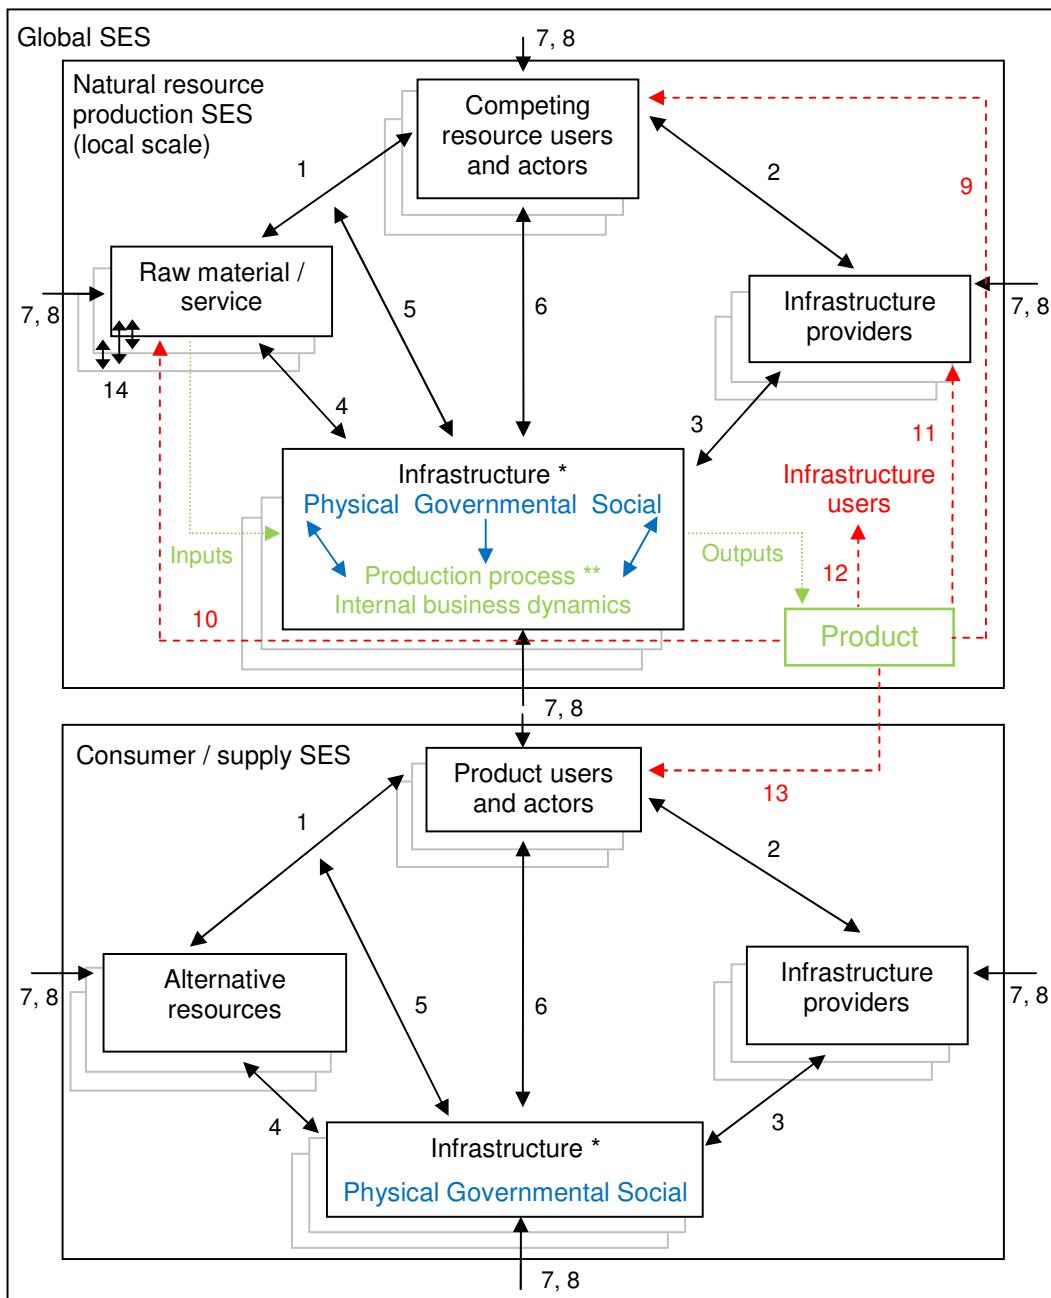 Global SES
7, 8
Natural resource
production SES
(local scale)
Competing
resource users
and actors
1
2
9
Raw material /
service
7, 8
5
6
Infrastructure
providers
7, 8
14
4
3
11
Infrastructure *
Physical Governmental Social
Infrastructure
users
Inputs
Outputs
Production process **
Internal business dynamics
12
10
Product
7, 8
Consumer / supply SES
Product users
and actors
13
1
2
Alternative
resources
7, 8
5
6
Infrastructure
providers
7, 8
4
3
Infrastructure *
Physical Governmental Social
7, 8